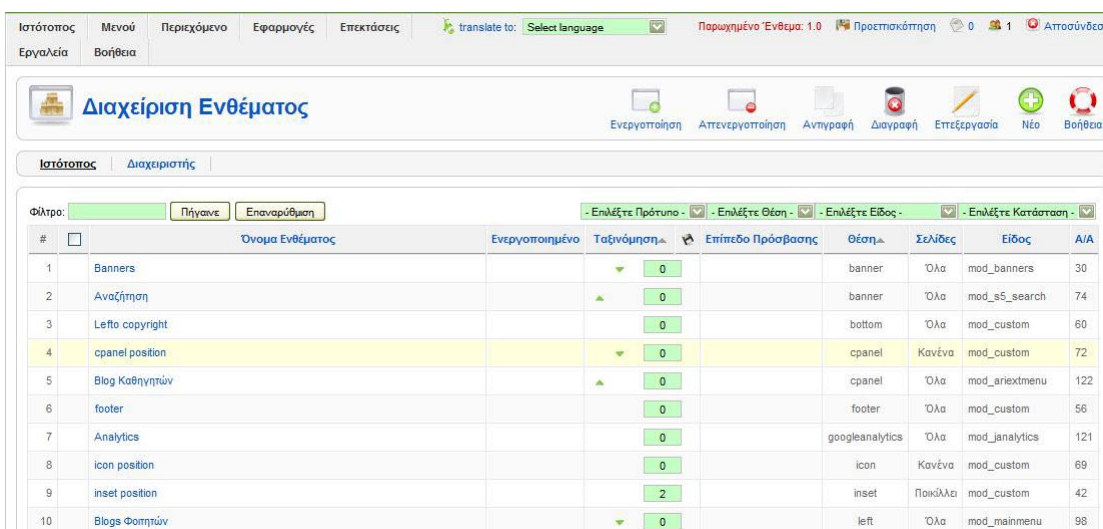 Ιστότοπος Μενού Περιεχόμενο Εφαρμογές Επεκτάσεις translate to: Select language Παρωχημένο Ένθεμα: 1.0 Προεπισκόπηση 0 1 Αποσύνδεσ
Εργαλεία Βοήθεια
Διαχείριση Ενθέματος
Ενεργοποίηση Απενεργοποίηση Αντιγραφή Διαγραφή Επεξεργασία Νέο Βοήθεια
Ιστότοπος Διαχειριστής
Φίλτρο: Πήγαινε Επαναρύθμιση - Επιλέξτε Πρότυπο - - Επιλέξτε Θέση - - Επιλέξτε Είδος - - Επιλέξτε Κατάσταση -
# Όνομα Ενθέματος Ενεργοποιημένο Ταξινόμηση Επίπεδο Πρόσβασης Θέση Σελίδες Είδος Α/Α
1 Banners 0 banner Όλα mod_banners 30
2 Αναζήτηση 0 banner Όλα mod_s5_search 74
3 Lefto copyright 0 bottom Όλα mod_custom 60
4 cpanel position 0 cpanel Κανένα mod_custom 72
5 Blog Καθηγητών 0 cpanel Όλα mod_ariextmenu 122
6 footer 0 footer Όλα mod_custom 56
7 Analytics 0 googleanalytics Όλα mod_janalytics 121
8 icon position 0 icon Κανένα mod_custom 69
9 inset position 2 inset Ποικίλλει mod_custom 42
10 Blogs Φοιτητών 0 left Όλα mod_mainmenu 98